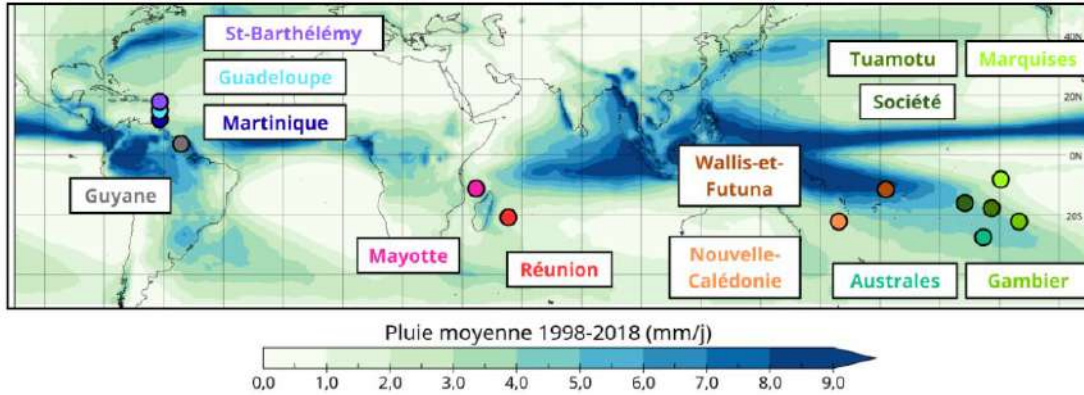 St-Barthélémy
Guadeloupe
Martinique
Guyane
Mayotte
Réunion
Wallis-et-
Futuna
Nouvelle-
Calédonie
Tuamotu
Marquises
Société
Australes
Gambier
40N
20N
0N
20S
Pluie moyenne 1998-2018 (mm/j)
0,0 1,0 2,0 3,0 4,0 5,0 6,0 7,0 8,0 9,0